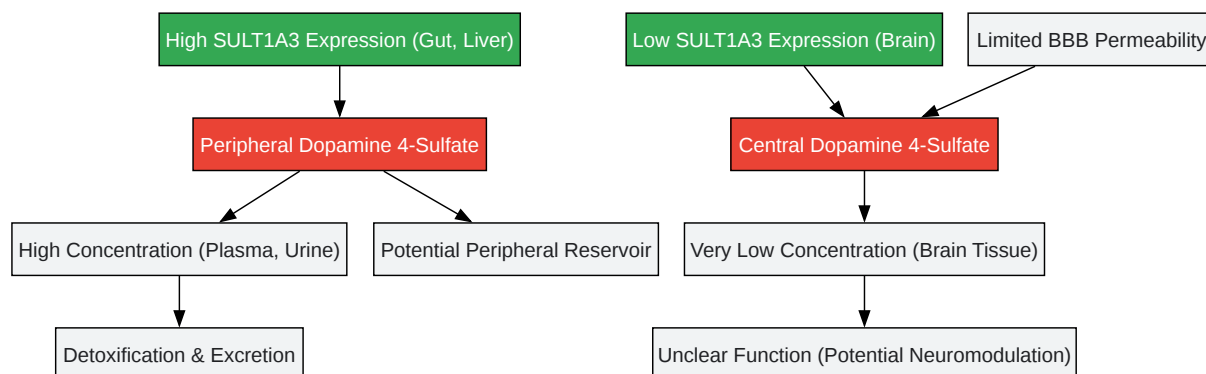 High SULT1A3 Expression (Gut, Liver)
Low SULT1A3 Expression (Brain)
Limited BBB Permeability
Peripheral Dopamine 4-Sulfate
Central Dopamine 4-Sulfate
High Concentration (Plasma, Urine)
Potential Peripheral Reservoir
Very Low Concentration (Brain Tissue)
Detoxification & Excretion
Unclear Function (Potential Neuromodulation)